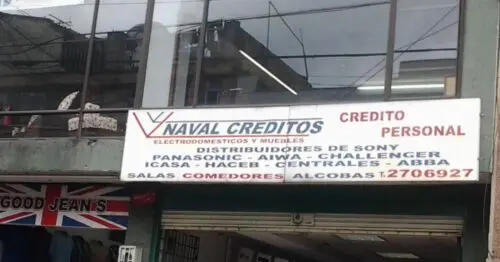 NAVAL CREDITOS
ELECTRODOMESTICOS Y MUEBLES
CREDITO
PERSONAL
DISTRIBUIDORES DE SONY
PANASONIC - AIWA - CHALLENGER
ICASA - HACEB - CENTRALES - ABBA
SALAS COMEDORES ALCOBAS T.2706927
GOOD JEAN'S